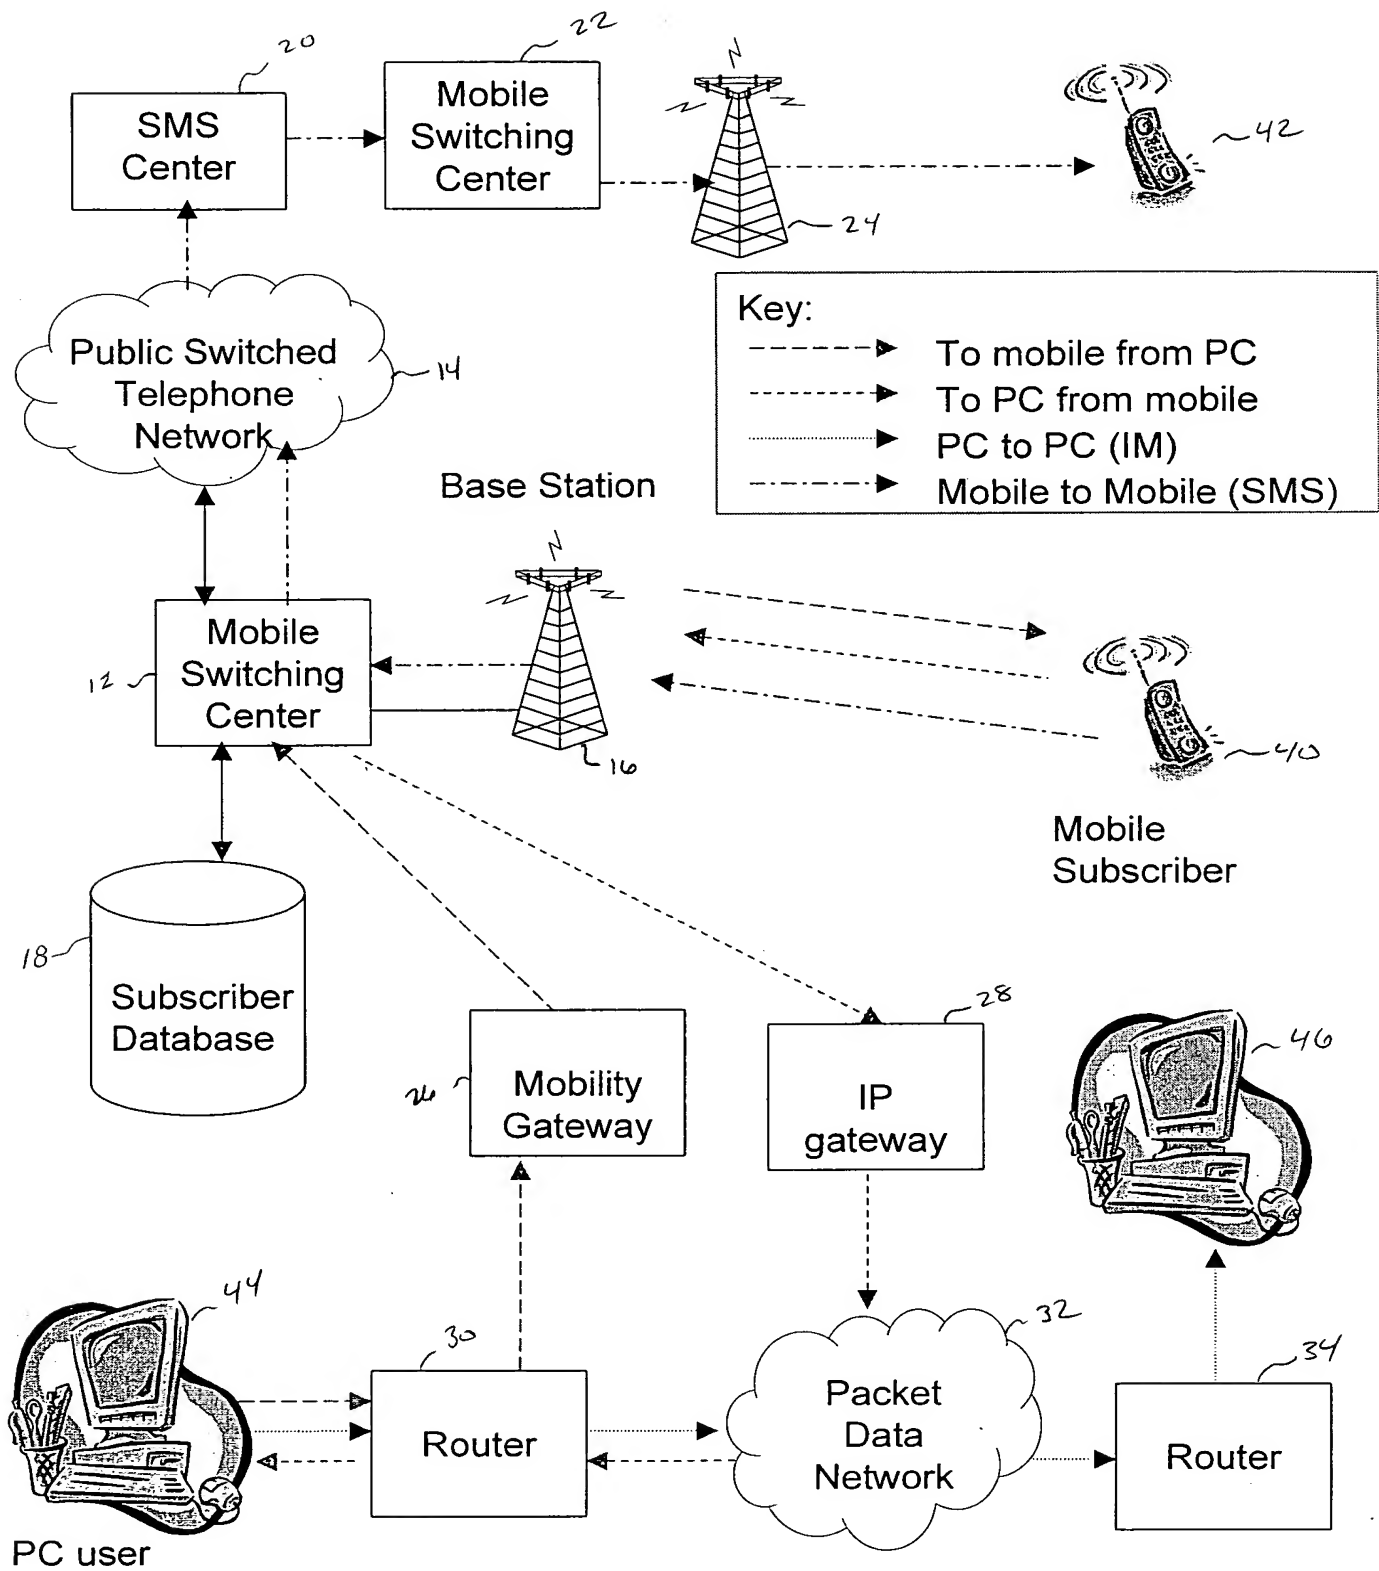 20
22
SMS
Center
Mobile
Switching
Center
42
24
Key:
To mobile from PC
To PC from mobile
PC to PC (IM)
Mobile to Mobile (SMS)
Public Switched
Telephone
Network
14
Base Station
Mobile
Switching
Center
12
16
40
Mobile
Subscriber
18
Subscriber
Database
26
Mobility
Gateway
28
IP
gateway
46
44
30
Router
32
Packet
Data
Network
34
Router
PC user